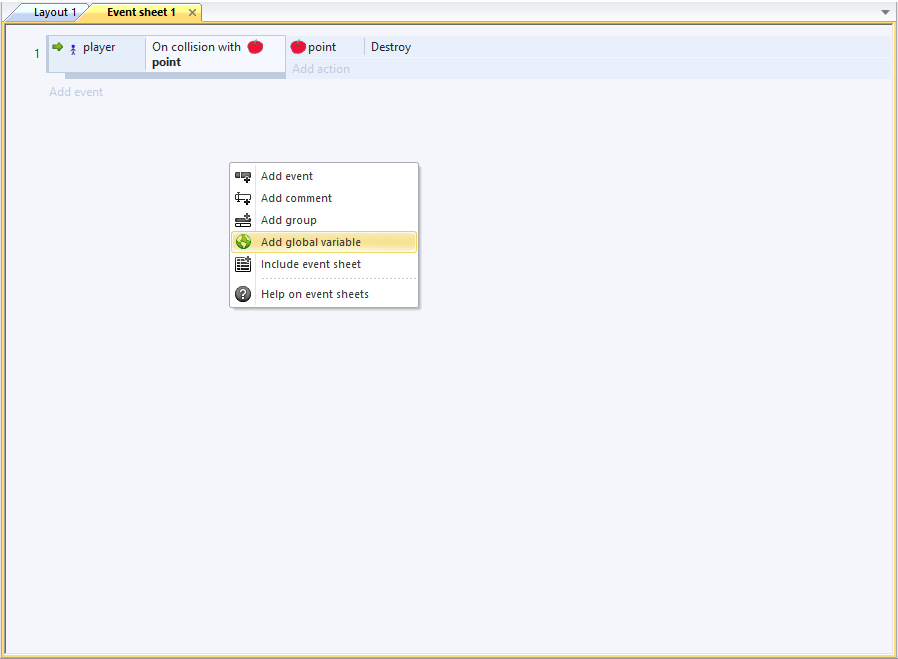 Layout 1
Event sheet 1
1
player
On collision with
point
point
Destroy
Add action
Add event
Add event
Add comment
Add group
Add global variable
Include event sheet
Help on event sheets